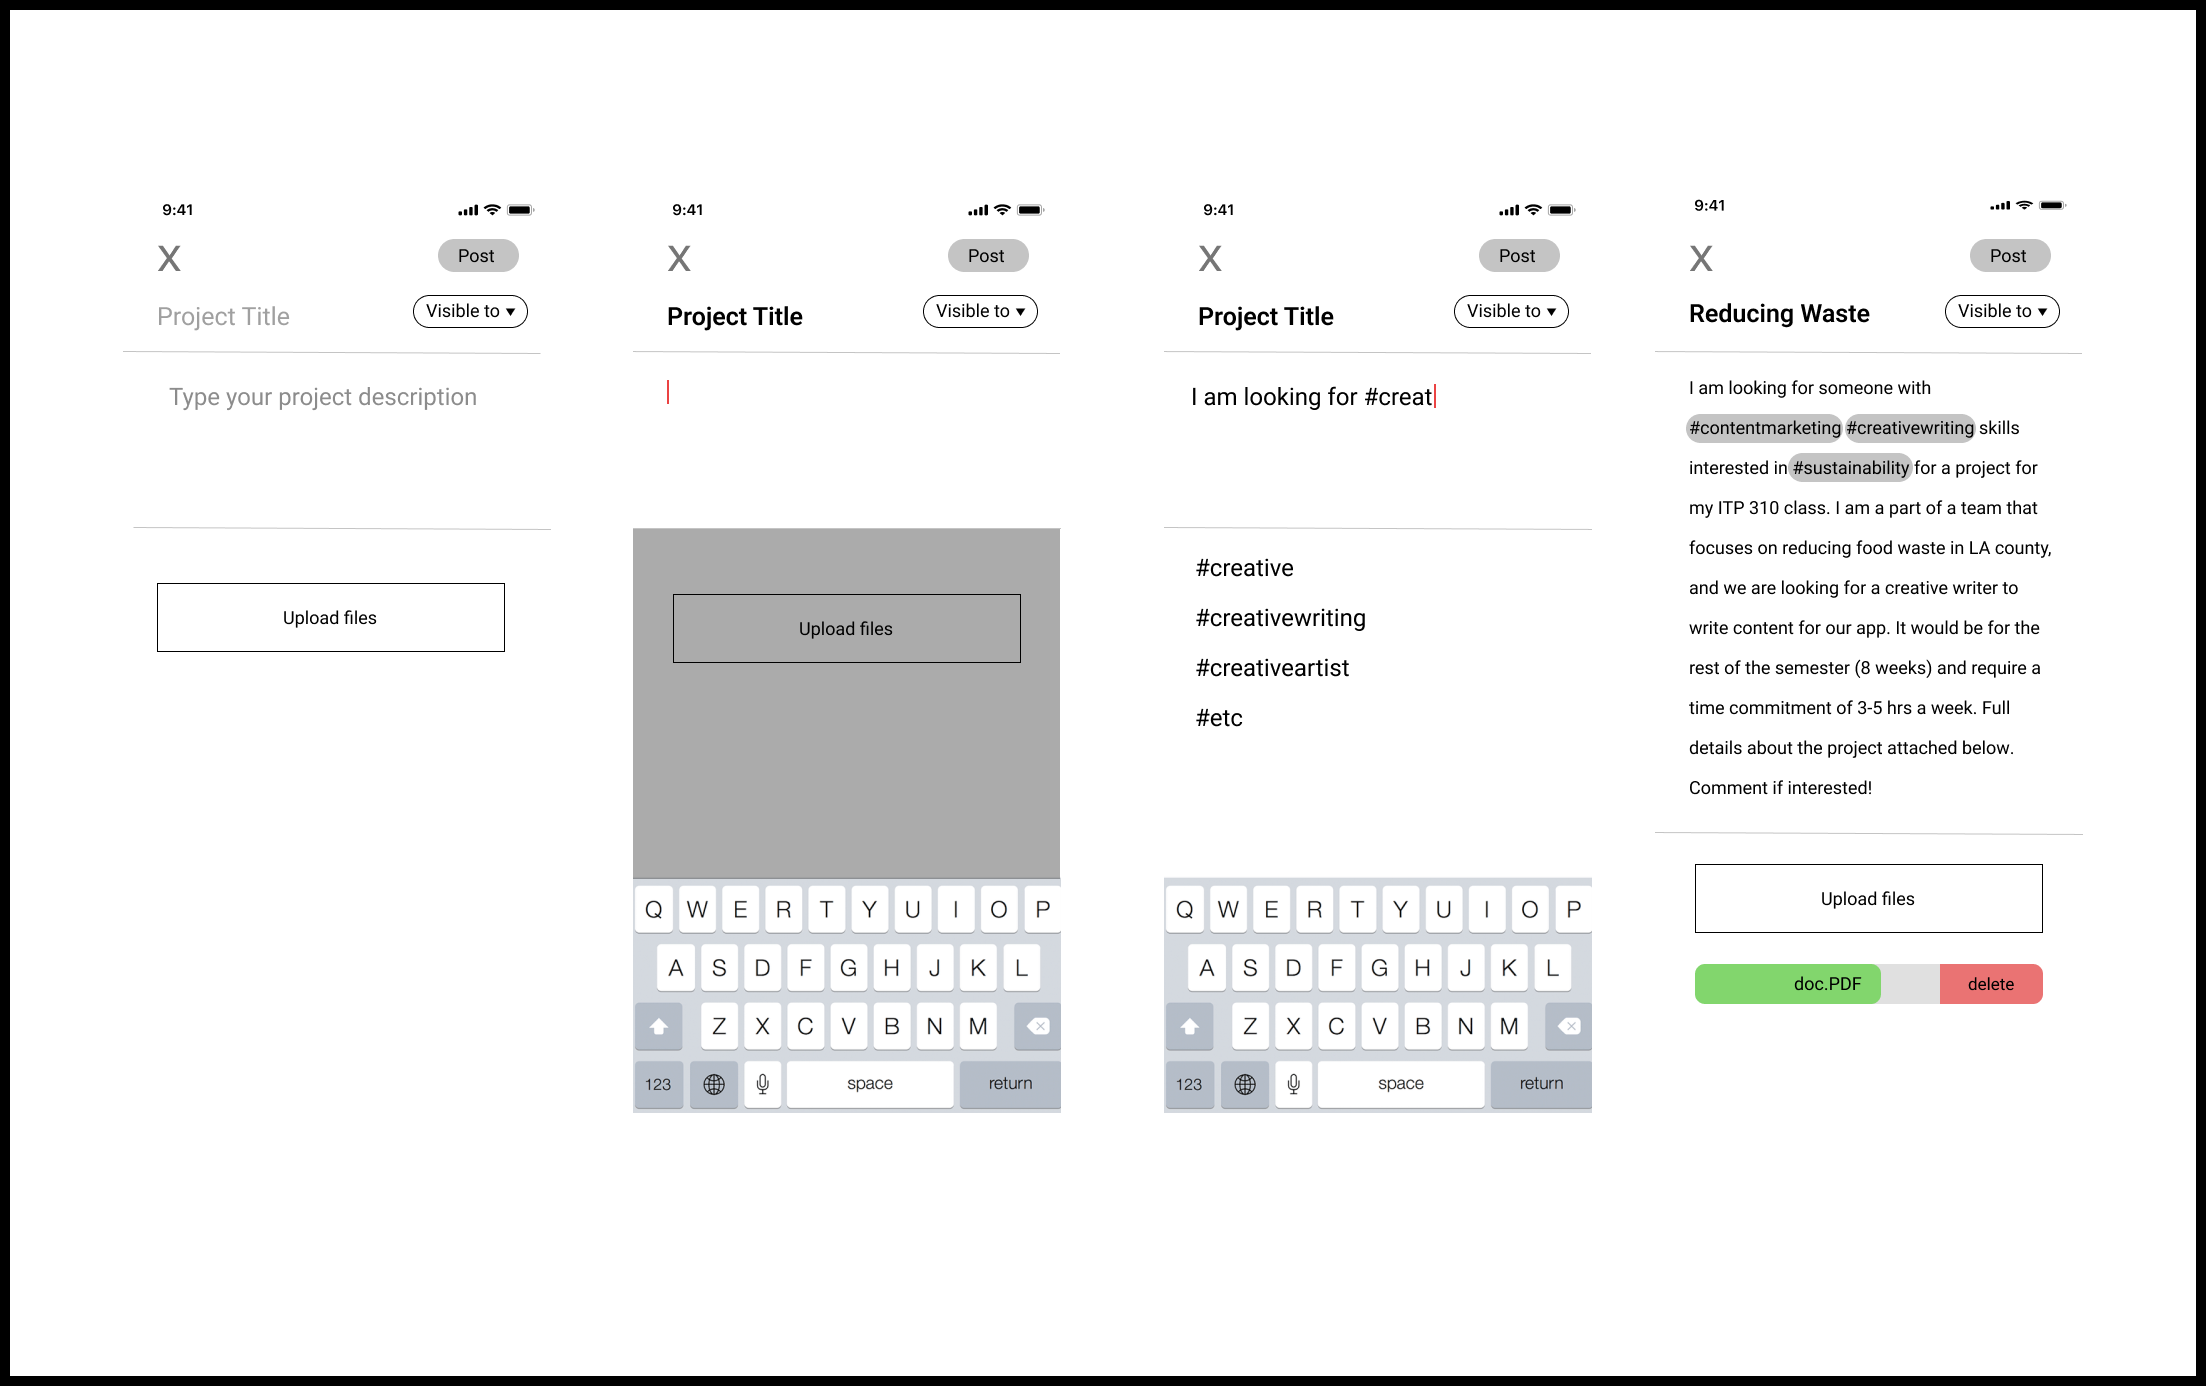 9:41
X
Post
Project Title
Visible to ▼
Type your project description
Upload files
9:41
X
Post
Project Title
Visible to ▼
Upload files
Q W E R T Y U I O P
A S D F G H J K L
Z X C V B N M
123 space return
9:41
X
Post
Project Title
Visible to ▼
I am looking for #creat
#creative
#creativewriting
#creativeartist
#etc
Q W E R T Y U I O P
A S D F G H J K L
Z X C V B N M
123 space return
9:41
X
Post
Reducing Waste
Visible to ▼
I am looking for someone with
#contentmarketing #creativewriting skills
interested in #sustainability for a project for
my ITP 310 class. I am a part of a team that
focuses on reducing food waste in LA county,
and we are looking for a creative writer to
write content for our app. It would be for the
rest of the semester (8 weeks) and require a
time commitment of 3-5 hrs a week. Full
details about the project attached below.
Comment if interested!
Upload files
doc.PDF
delete